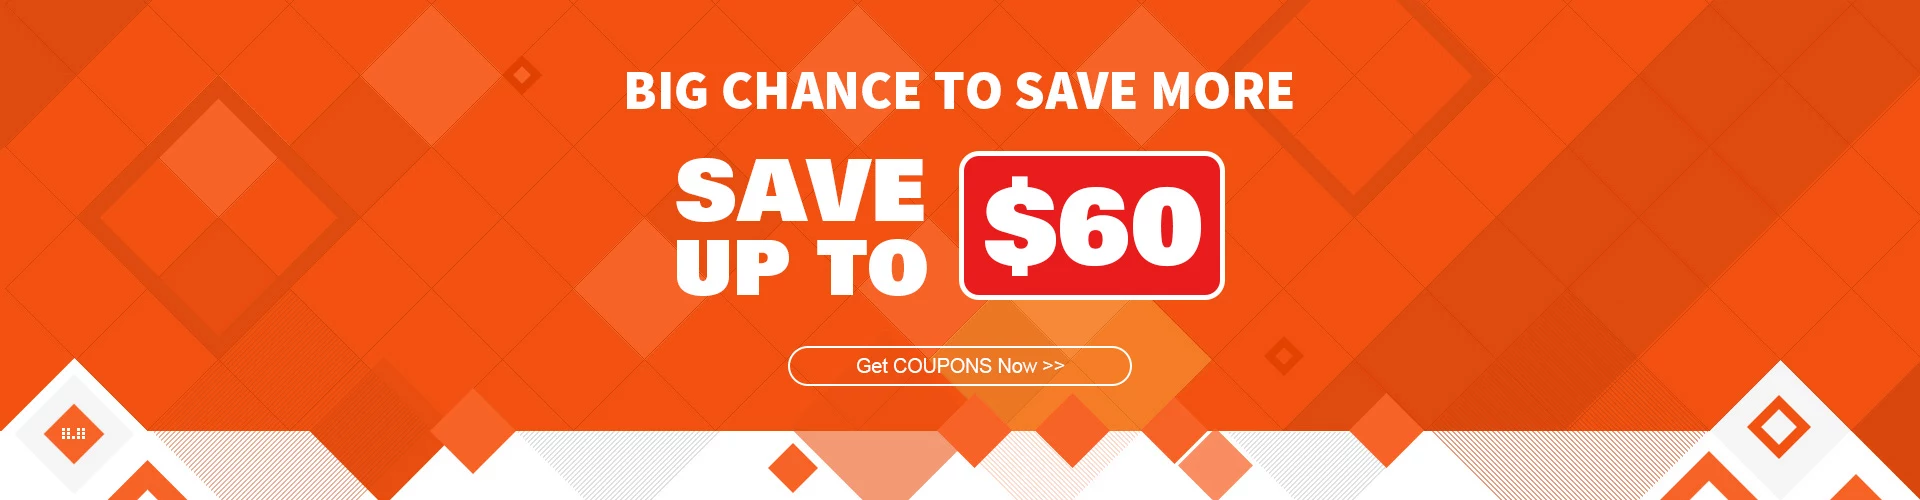 BIG CHANCE TO SAVE MORE
SAVE
UP TO
$60
Get COUPONS Now >>